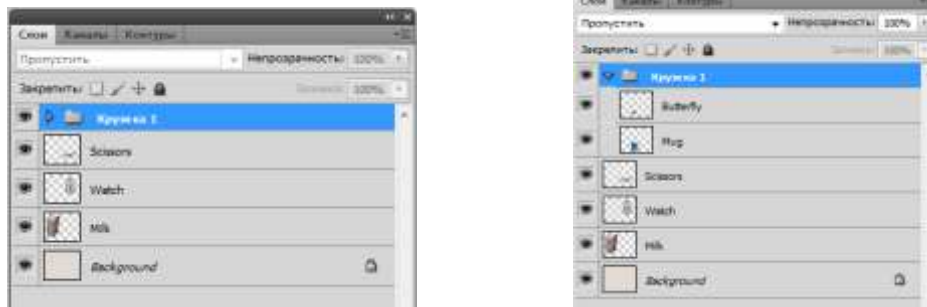 Слои Каналы Контуры
Пропустить Непрозрачность: 100%
Закрепить: Заливка: 100%
Кружка 1
Scissors
Watch
Milk
Background
Слои Каналы Контуры
Пропустить Непрозрачность: 100%
Закрепить: Заливка: 100%
Кружка 1
Butterfly
Mug
Scissors
Watch
Milk
Background